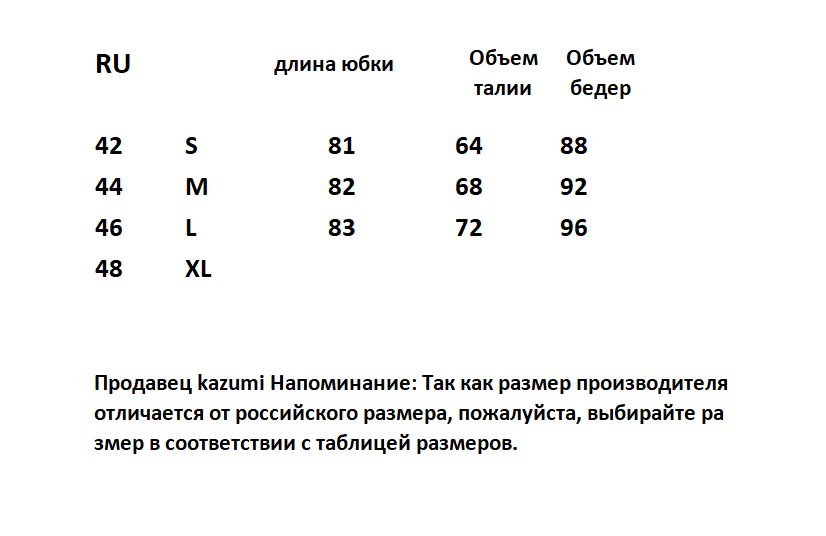 RU длина юбки Объем талии Объем бедер
42 S 81 64 88
44 M 82 68 92
46 L 83 72 96
48 XL
Продавец kazumi Напоминание: Так как размер производителя
отличается от российского размера, пожалуйста, выбирайте ра
змер в соответствии с таблицей размеров.